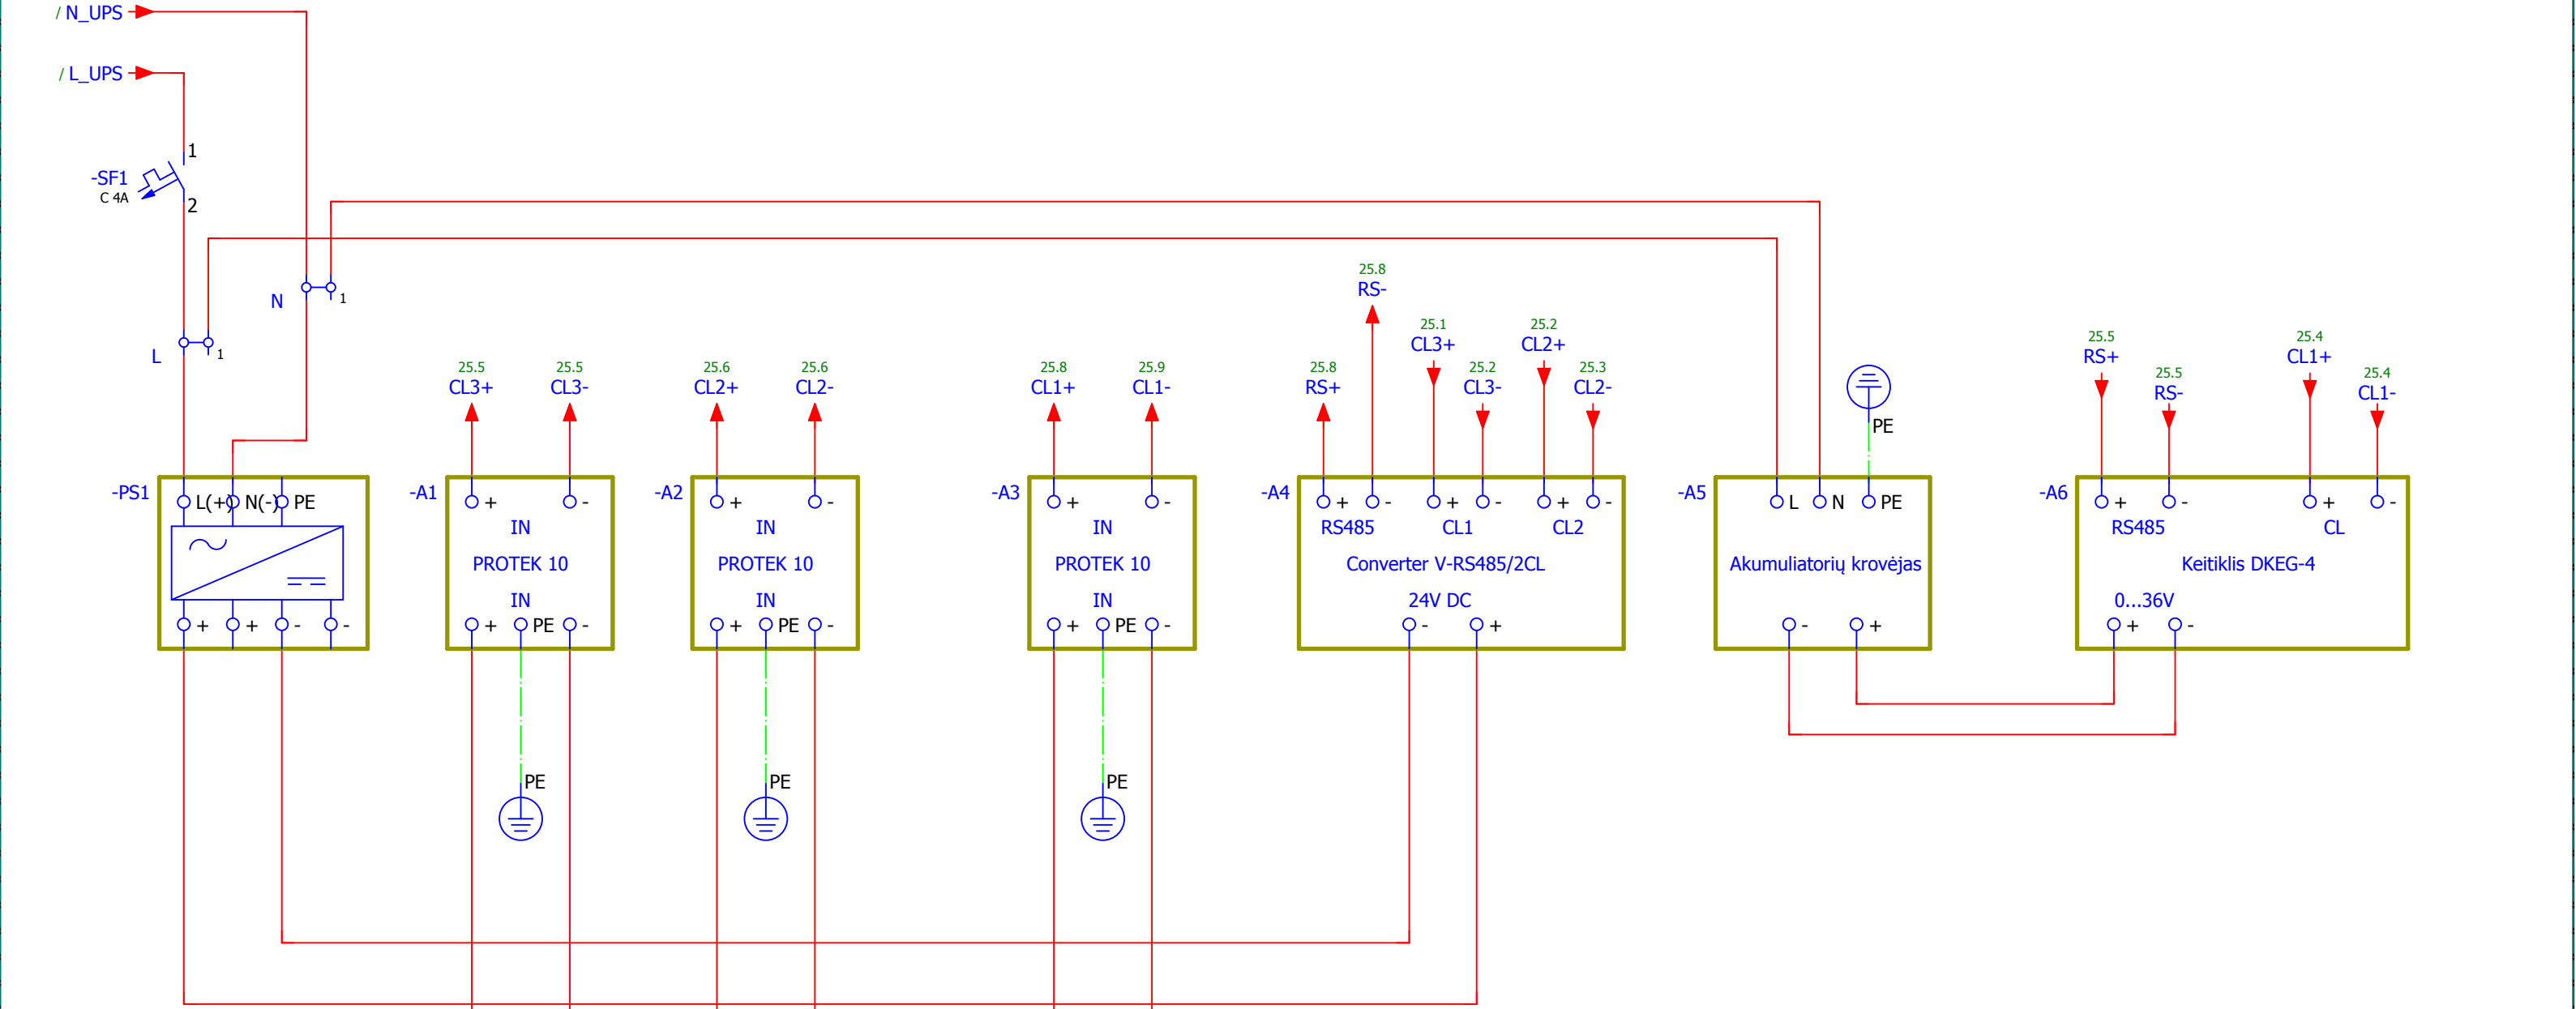 / N_UPS
/ L_UPS
1
-SF1
C 4A
2
N
1
L
1
25.5
CL3+
25.5
CL3-
25.6
CL2+
25.6
CL2-
25.8
CL1+
25.9
CL1-
25.8
RS+
25.8
RS-
25.1
CL3+
25.2
CL3-
25.2
CL2+
25.3
CL2-
PE
25.5
RS+
25.5
RS-
25.4
CL1+
25.4
CL1-
-PS1
L(+) N(-) PE
+ + - -
-A1
+ -
IN
PROTEK 10
IN
+ PE -
PE
-A2
+ -
IN
PROTEK 10
IN
+ PE -
PE
-A3
+ -
IN
PROTEK 10
IN
+ PE -
PE
-A4
+ - + - + -
RS485 CL1 CL2
Converter V-RS485/2CL
24V DC
- +
-A5
L N PE
Akumuliatorių krovėjas
- +
-A6
+ - + -
RS485 CL
Keitiklis DKEG-4
0...36V
+ -